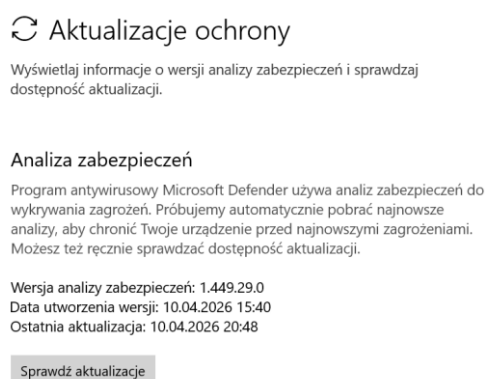 Aktualizacje ochrony
Wyświetlaj informacje o wersji analizy zabezpieczeń i sprawdzaj
dostępność aktualizacji.
Analiza zabezpieczeń
Program antywirusowy Microsoft Defender używa analiz zabezpieczeń do
wykrywania zagrożeń. Próbujemy automatycznie pobrać najnowsze
analizy, aby chronić Twoje urządzenie przed najnowszymi zagrożeniami.
Możesz też ręcznie sprawdzać dostępność aktualizacji.
Wersja analizy zabezpieczeń: 1.449.29.0
Data utworzenia wersji: 10.04.2026 15:40
Ostatnia aktualizacja: 10.04.2026 20:48
Sprawdź aktualizacje